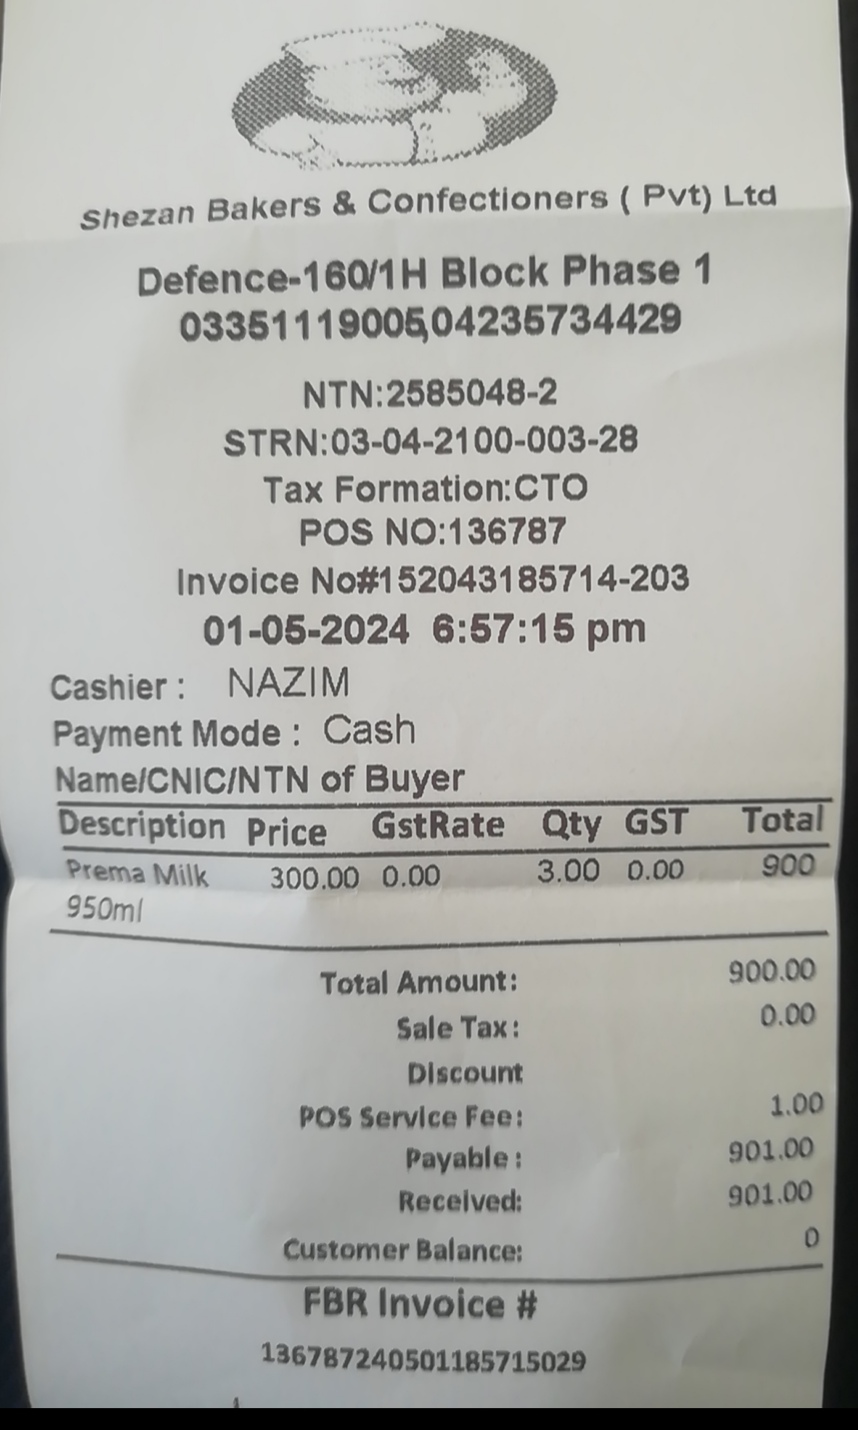 Shezan Bakers & Confectioners ( Pvt) Ltd
Defence-160/1H Block Phase 1
03351119005,04235734429
NTN:2585048-2
STRN:03-04-2100-003-28
Tax Formation:CTO
POS NO:136787
Invoice No#152043185714-203
01-05-2024 6:57:15 pm
Cashier : NAZIM
Payment Mode : Cash
Name/CNIC/NTN of Buyer
Description Price GstRate Qty GST Total
Prema Milk 300.00 0.00 3.00 0.00 900
950ml
Total Amount: 900.00
Sale Tax: 0.00
Discount
POS Service Fee: 1.00
Payable: 901.00
Received: 901.00
Customer Balance: 0
FBR Invoice #
136787240501185715029